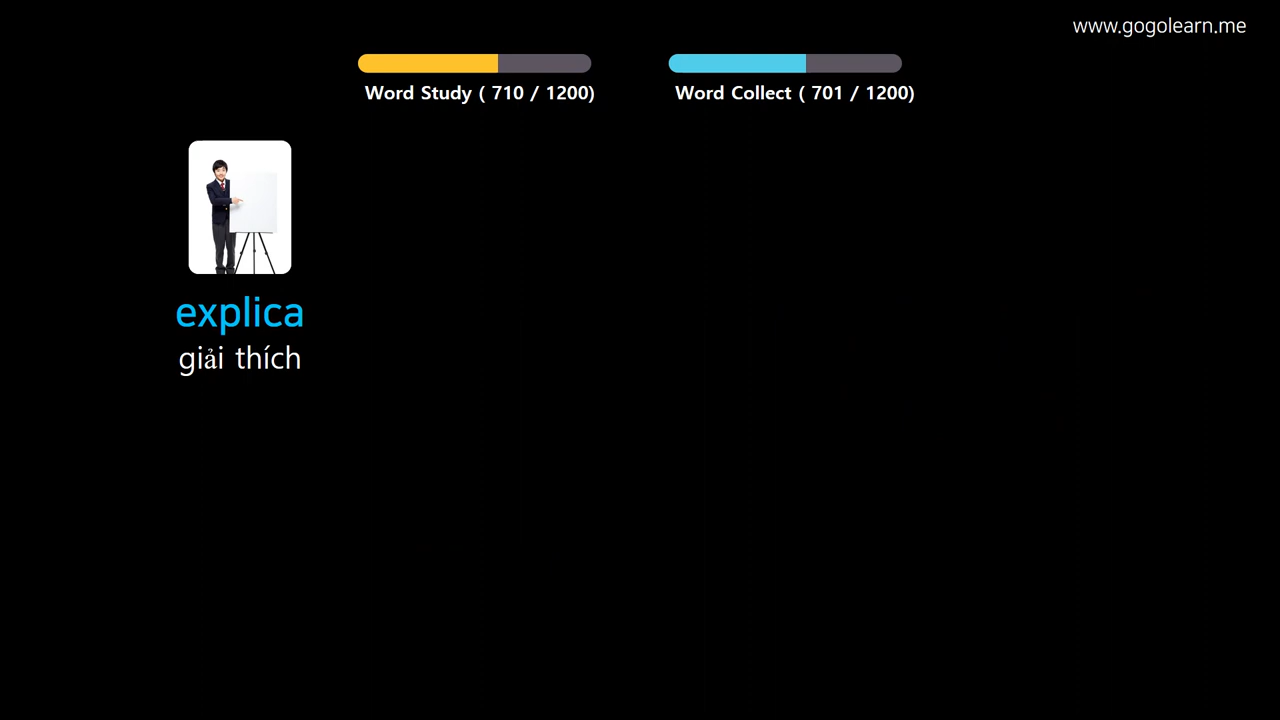 www.gogolearn.me
Word Study ( 710 / 1200)
Word Collect ( 701 / 1200)
explica
giải thích